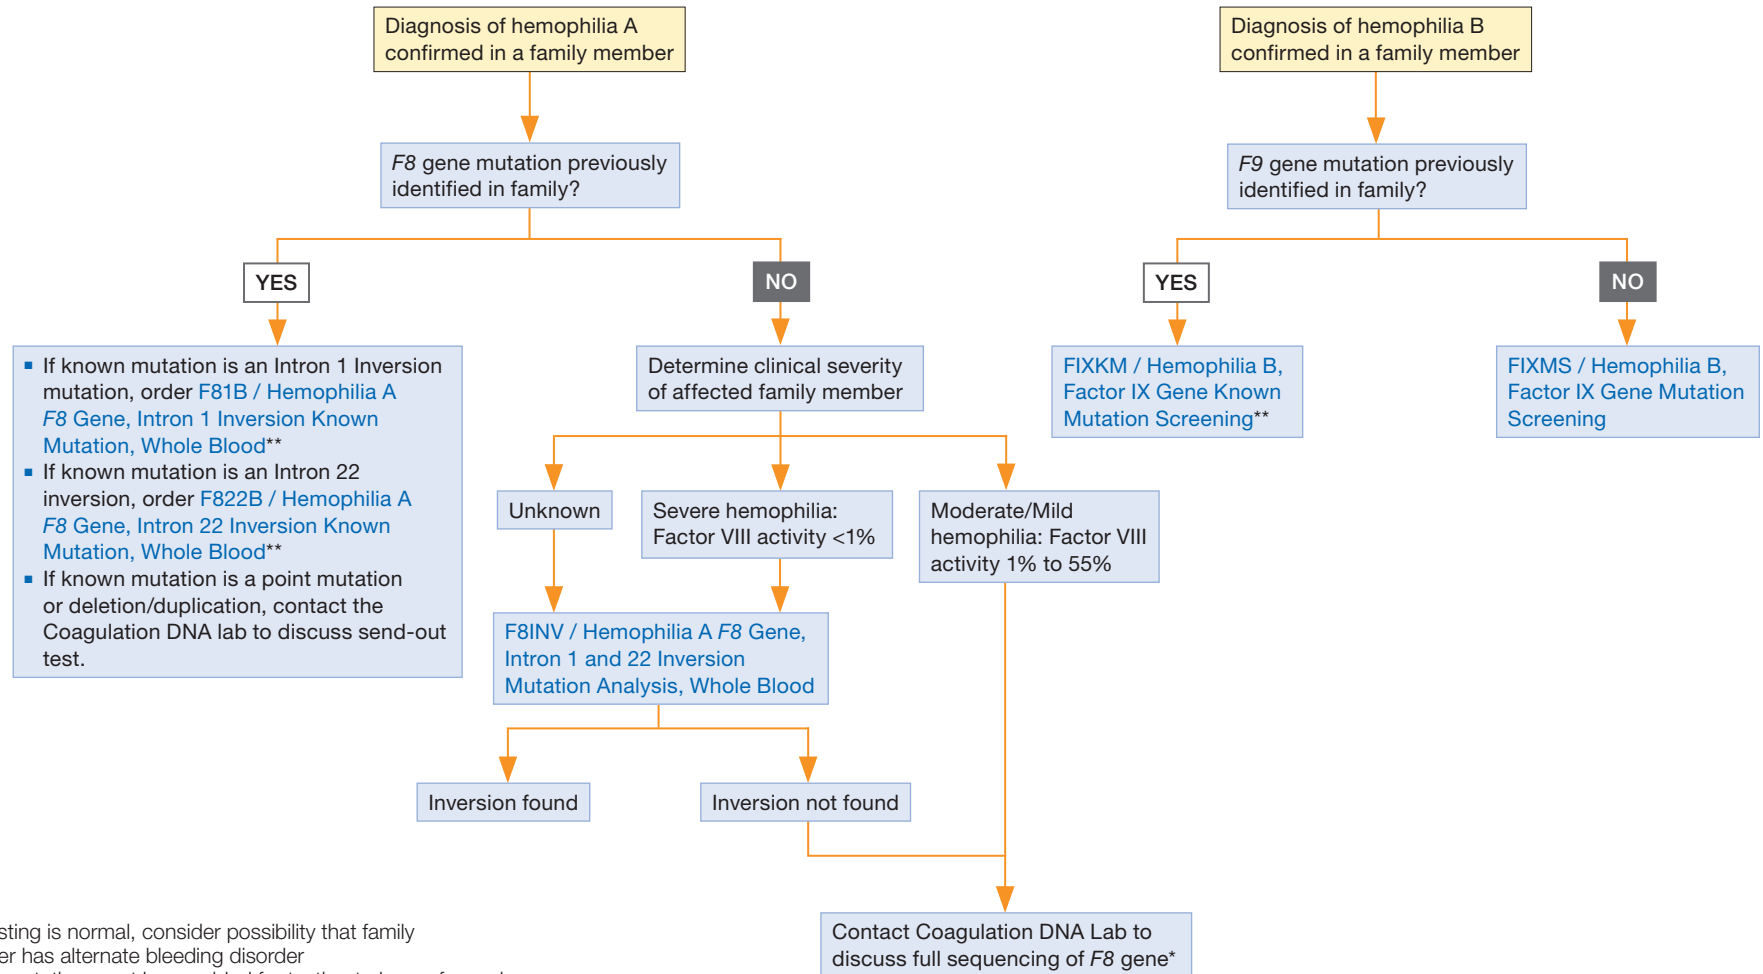 Diagnosis of hemophilia A
confirmed in a family member
Diagnosis of hemophilia B
confirmed in a family member
F8 gene mutation previously
identified in family?
F9 gene mutation previously
identified in family?
YES
NO
YES
NO
▪ If known mutation is an Intron 1 Inversion
mutation, order F81B / Hemophilia A
F8 Gene, Intron 1 Inversion Known
Mutation, Whole Blood**
▪ If known mutation is an Intron 22
inversion, order F822B / Hemophilia A
F8 Gene, Intron 22 Inversion Known
Mutation, Whole Blood**
▪ If known mutation is a point mutation
or deletion/duplication, contact the
Coagulation DNA lab to discuss send-out
test.
Determine clinical severity
of affected family member
FIXKM / Hemophilia B,
Factor IX Gene Known
Mutation Screening**
FIXMS / Hemophilia B,
Factor IX Gene Mutation
Screening
Unknown
Severe hemophilia:
Factor VIII activity <1%
Moderate/Mild
hemophilia: Factor VIII
activity 1% to 55%
F8INV / Hemophilia A F8 Gene,
Intron 1 and 22 Inversion
Mutation Analysis, Whole Blood
Inversion found
Inversion not found
Contact Coagulation DNA Lab to
discuss full sequencing of F8 gene*
sting is normal, consider possibility that family
er has alternate bleeding disorder